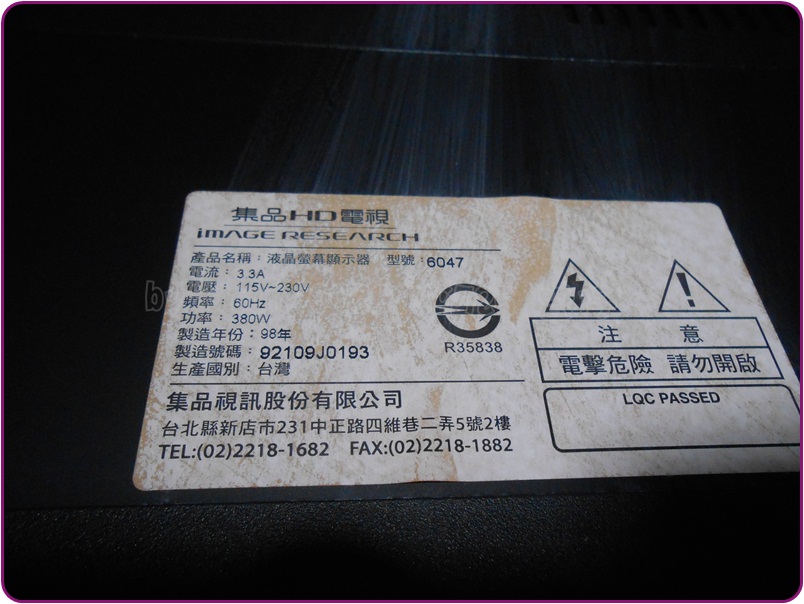 集品HD電視
iMAGE RESEARCH
產品名稱：液晶螢幕顯示器 型號：6047
電流：3.3A
電壓：115V~230V
頻率：60Hz
功率：380W
製造年份：98年
製造號碼：92109J0193
生產國別：台灣
R35838
注 意
電擊危險 請勿開啟
LQC PASSED
集品視訊股份有限公司
台北縣新店市231中正路四維巷二弄5號2樓
TEL:(02)2218-1682 FAX:(02)2218-1882